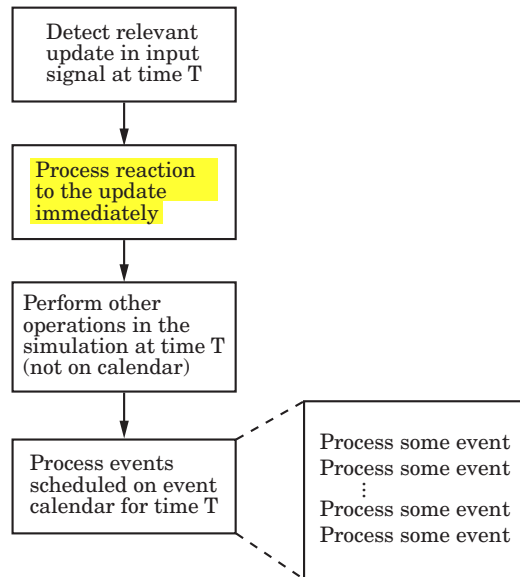 Detect relevant
update in input
signal at time T
Process reaction
to the update
immediately
Perform other
operations in the
simulation at time T
(not on calendar)
Process events
scheduled on event
calendar for time T
Process some event
Process some event
⋮
Process some event
Process some event